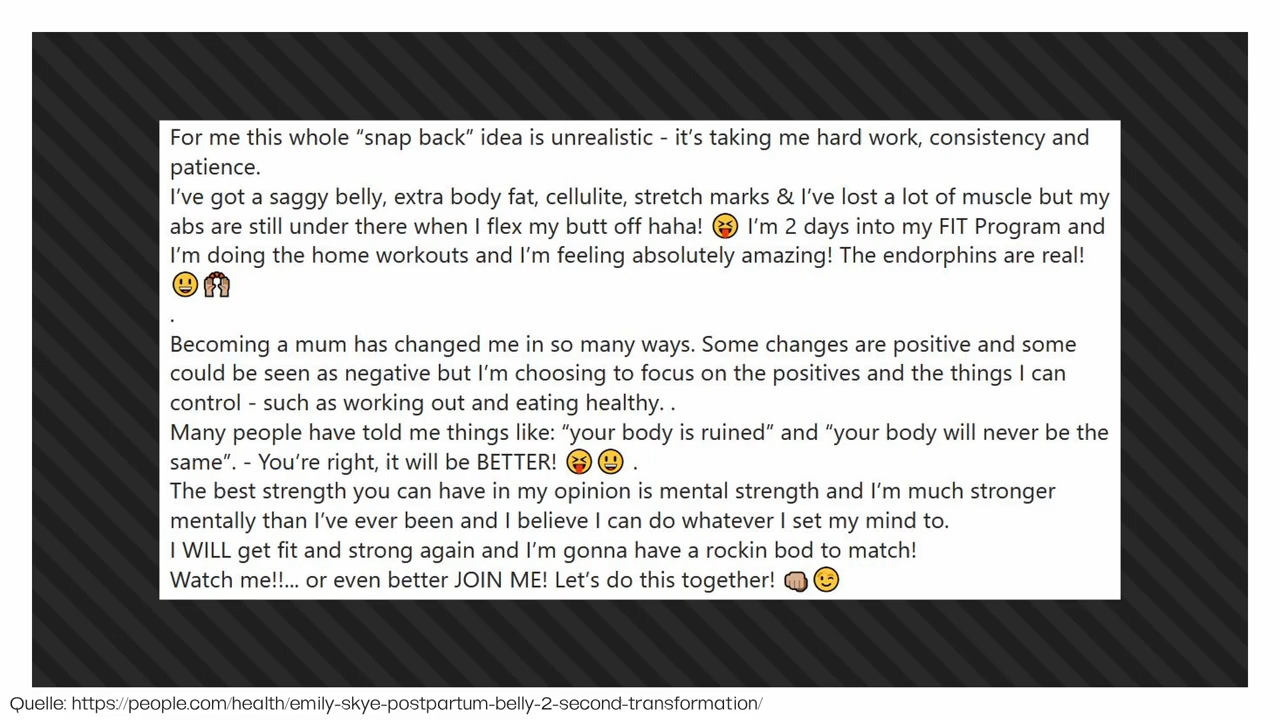 For me this whole “snap back” idea is unrealistic - it’s taking me hard work, consistency and
patience.
I’ve got a saggy belly, extra body fat, cellulite, stretch marks & I’ve lost a lot of muscle but my
abs are still under there when I flex my butt off haha! 😝 I’m 2 days into my FIT Program and
I’m doing the home workouts and I’m feeling absolutely amazing! The endorphins are real!
😀🙌🏼
.
Becoming a mum has changed me in so many ways. Some changes are positive and some
could be seen as negative but I’m choosing to focus on the positives and the things I can
control - such as working out and eating healthy. .
Many people have told me things like: “your body is ruined” and “your body will never be the
same”. - You’re right, it will be BETTER! 😝😀 .
The best strength you can have in my opinion is mental strength and I’m much stronger
mentally than I’ve ever been and I believe I can do whatever I set my mind to.
I WILL get fit and strong again and I’m gonna have a rockin bod to match!
Watch me!!... or even better JOIN ME! Let’s do this together! 👊🏼😉
Quelle: https://people.com/health/emily-skye-postpartum-belly-2-second-transformation/